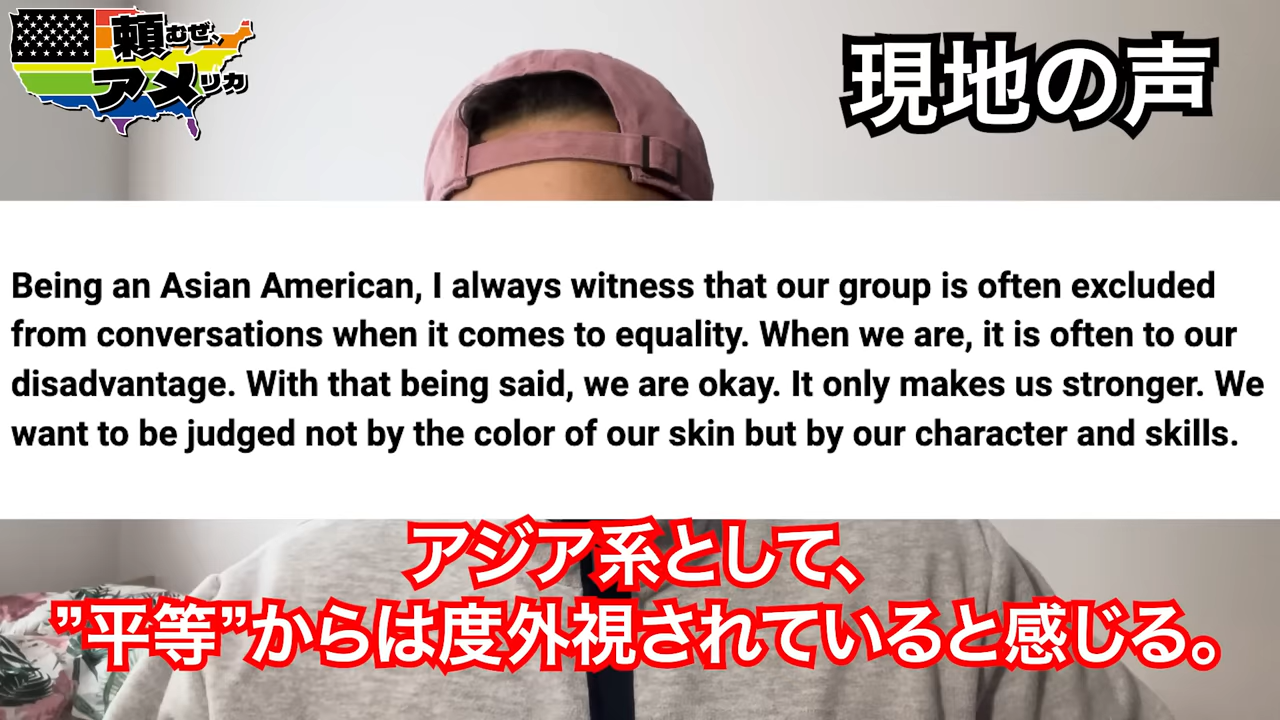 頼むぜ、
アメリカ
現地の声
Being an Asian American, I always witness that our group is often excluded
from conversations when it comes to equality. When we are, it is often to our
disadvantage. With that being said, we are okay. It only makes us stronger. We
want to be judged not by the color of our skin but by our character and skills.
アジア系として、
”平等”からは度外視されていると感じる。